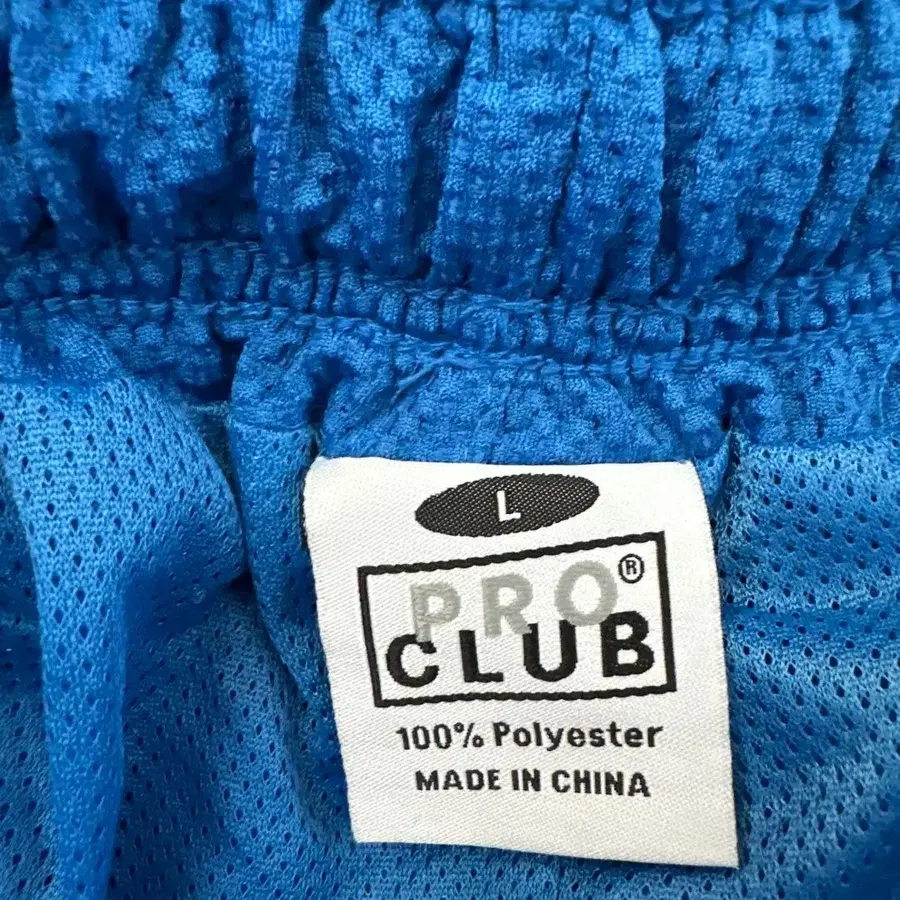 L
PRO®
CLUB
100% Polyester
MADE IN CHINA